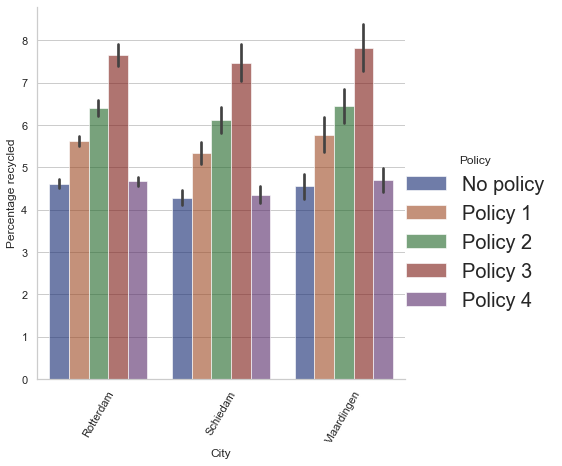 8
7
6
5
4
3
2
1
0
Percentage recycled
Rotterdam
Schiedam
Vlaardingen
City
Policy
No policy
Policy 1
Policy 2
Policy 3
Policy 4